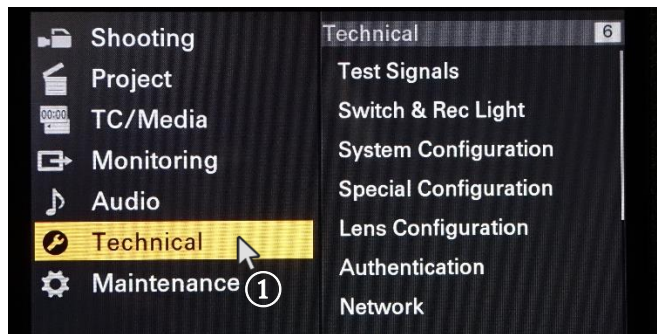 Shooting
Project
00:00
TC/Media
Monitoring
Audio
Technical
Maintenance
①
Technical 6
Test Signals
Switch & Rec Light
System Configuration
Special Configuration
Lens Configuration
Authentication
Network